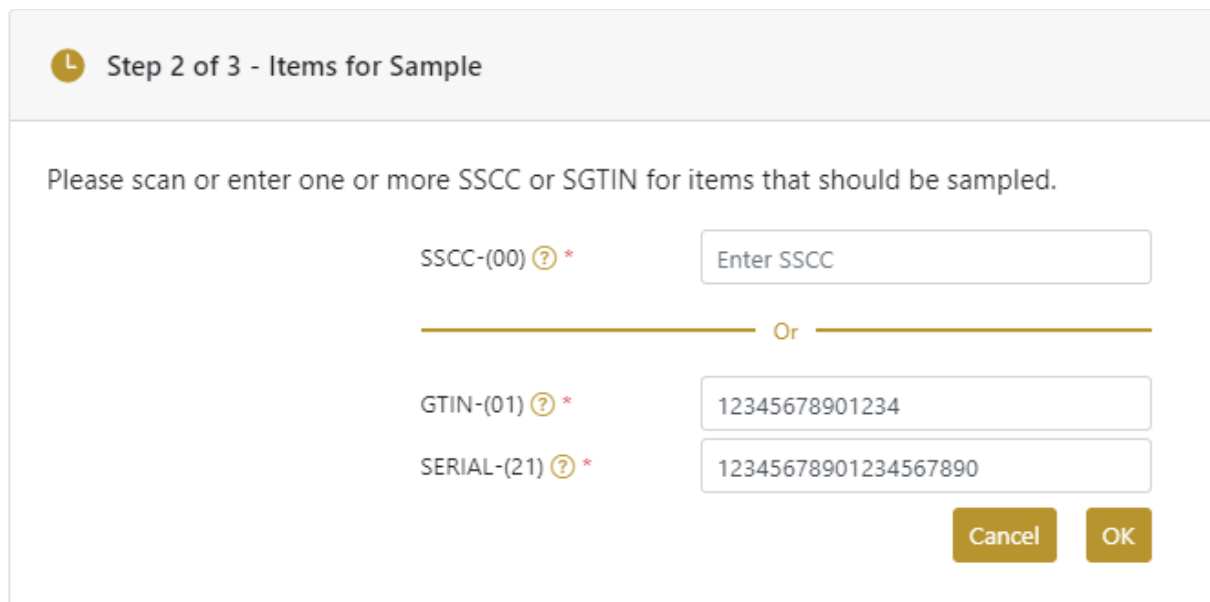 Step 2 of 3 - Items for Sample
Please scan or enter one or more SSCC or SGTIN for items that should be sampled.
SSCC-(00) ? * Enter SSCC
Or
GTIN-(01) ? * 12345678901234
SERIAL-(21) ? * 12345678901234567890
Cancel OK